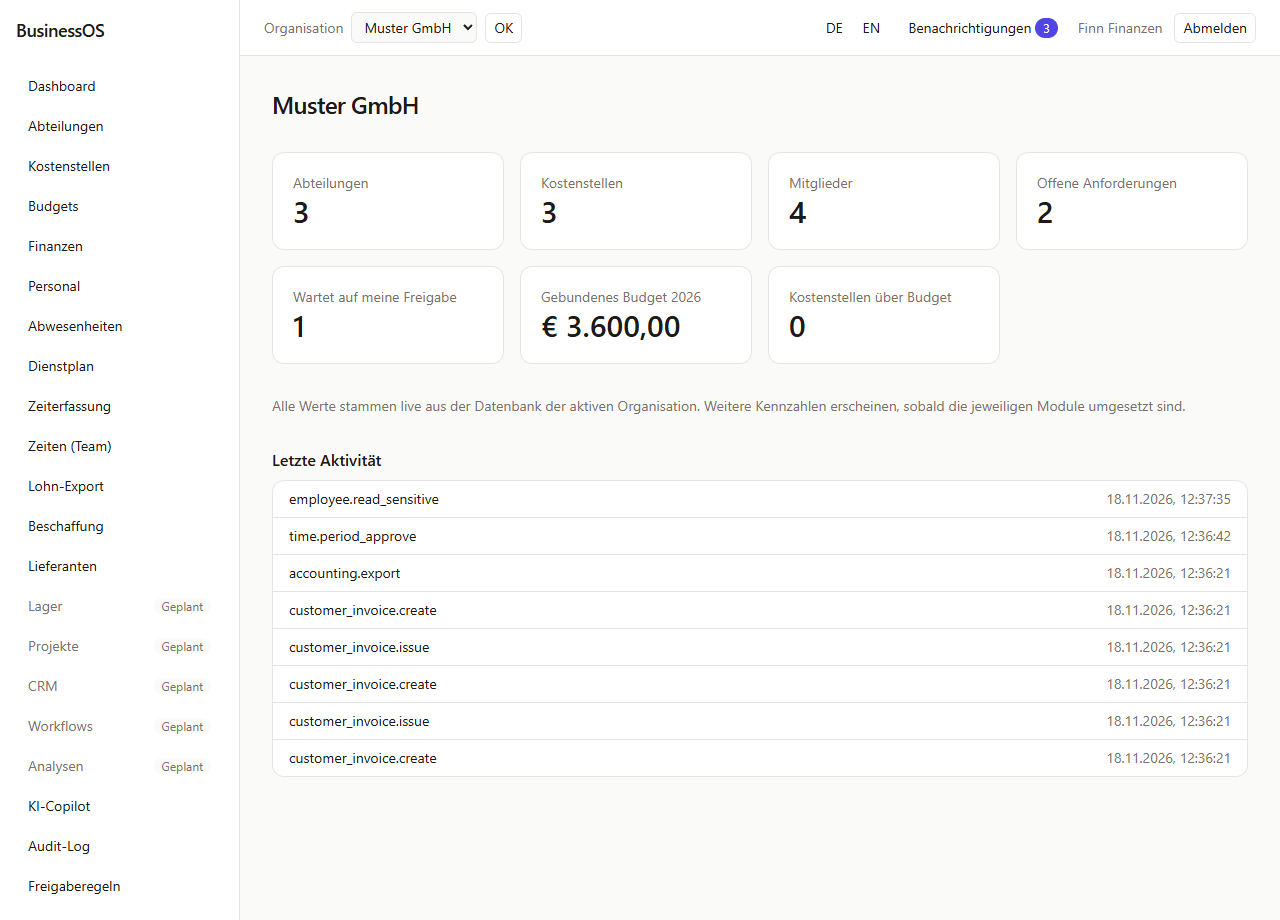 BusinessOS
Organisation Muster GmbH OK DE EN Benachrichtigungen 3 Finn Finanzen Abmelden
Dashboard
Abteilungen
Kostenstellen
Budgets
Finanzen
Personal
Abwesenheiten
Dienstplan
Zeiterfassung
Zeiten (Team)
Lohn-Export
Beschaffung
Lieferanten
Lager Geplant
Projekte Geplant
CRM Geplant
Workflows Geplant
Analysen Geplant
KI-Copilot
Audit-Log
Freigaberegeln
Muster GmbH
Abteilungen
3
Kostenstellen
3
Mitglieder
4
Offene Anforderungen
2
Wartet auf meine Freigabe
1
Gebundenes Budget 2026
€ 3.600,00
Kostenstellen über Budget
0
Alle Werte stammen live aus der Datenbank der aktiven Organisation. Weitere Kennzahlen erscheinen, sobald die jeweiligen Module umgesetzt sind.
Letzte Aktivität
employee.read_sensitive 18.11.2026, 12:37:35
time.period_approve 18.11.2026, 12:36:42
accounting.export 18.11.2026, 12:36:21
customer_invoice.create 18.11.2026, 12:36:21
customer_invoice.issue 18.11.2026, 12:36:21
customer_invoice.create 18.11.2026, 12:36:21
customer_invoice.issue 18.11.2026, 12:36:21
customer_invoice.create 18.11.2026, 12:36:21